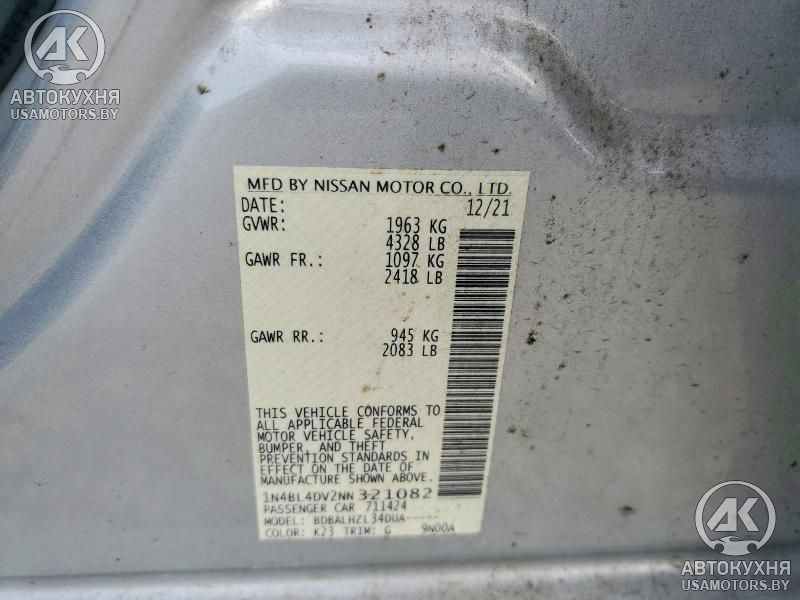 AK
АВТОКУХНЯ
USAMOTORS.BY
MFD BY NISSAN MOTOR CO., LTD.
DATE: 12/21
GVWR: 1963 KG
4328 LB
GAWR FR.: 1097 KG
2418 LB
GAWR RR.: 945 KG
2083 LB
THIS VEHICLE CONFORMS TO
ALL APPLICABLE FEDERAL
MOTOR VEHICLE SAFETY,
BUMPER, AND THEFT
PREVENTION STANDARDS IN
EFFECT ON THE DATE OF
MANUFACTURE SHOWN ABOVE.
1N4BL4DV2NN321082
PASSENGER CAR 711424
MODEL: BDBALHZL34DUA-----
COLOR: K23 TRIM: G 9N00A
AK
АВТОКУХНЯ
USAMOTORS.BY